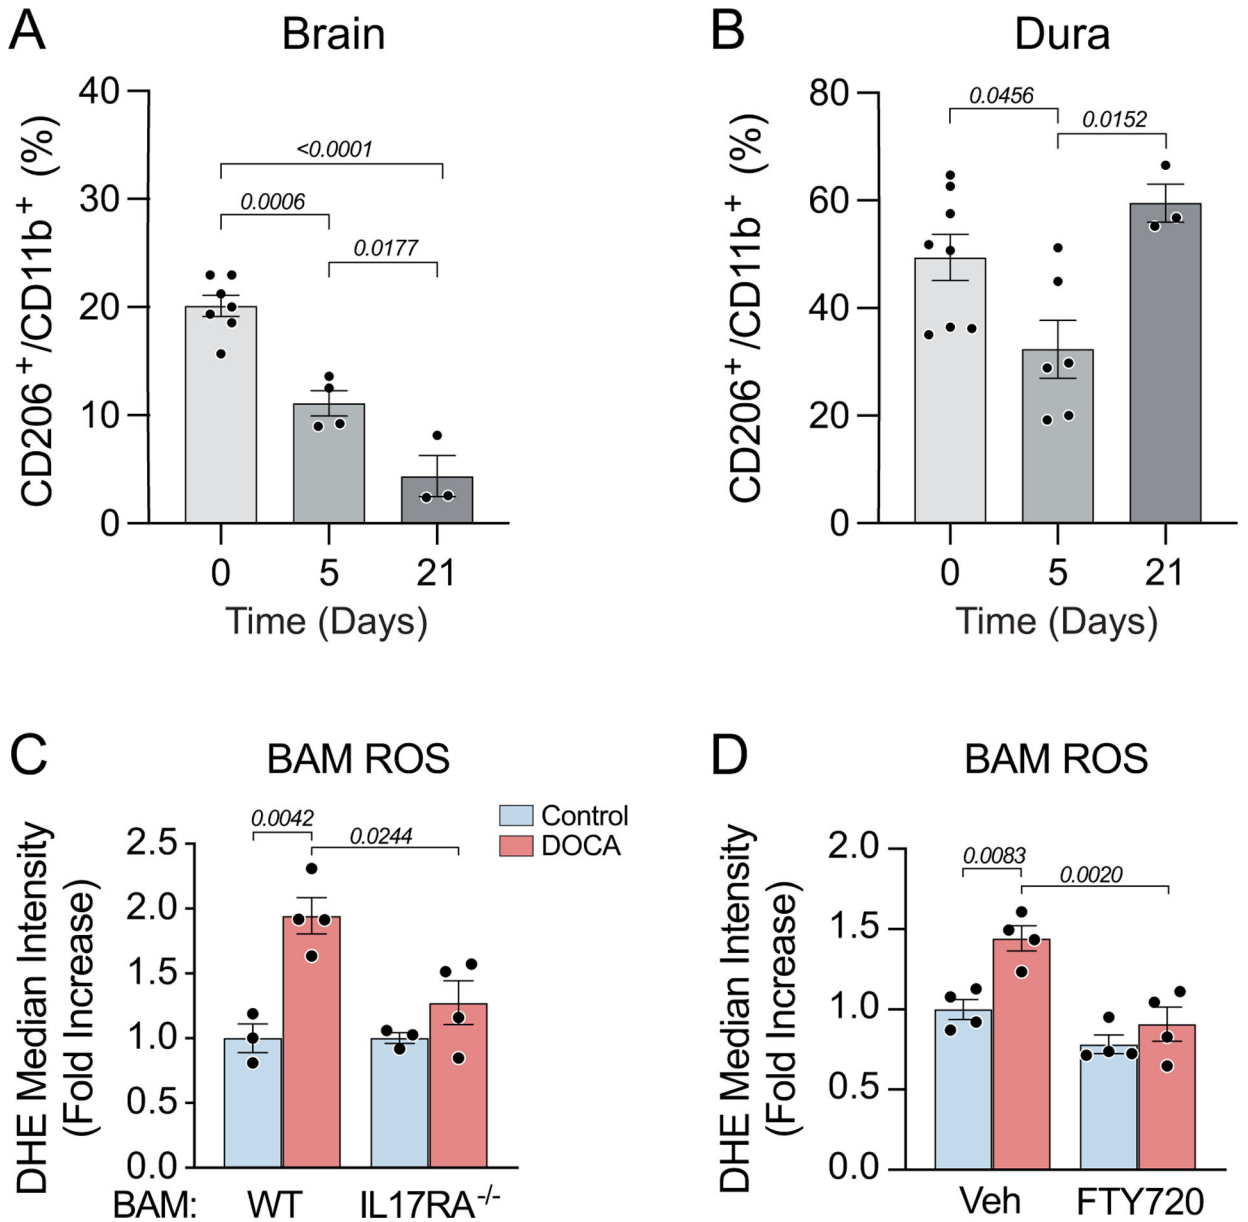 A
Brain
CD206⁺/CD11b⁺ (%)
40
30
20
10
0
<0.0001
0.0006
0.0177
0 5 21
Time (Days)
B
Dura
CD206⁺/CD11b⁺ (%)
80
60
40
20
0
0.0456
0.0152
0 5 21
Time (Days)
C
BAM ROS
DHE Median Intensity
(Fold Increase)
2.5
2.0
1.5
1.0
0.5
0.0
0.0042
0.0244
Control
DOCA
BAM: WT IL17RA⁻/⁻
D
BAM ROS
DHE Median Intensity
(Fold Increase)
2.0
1.5
1.0
0.5
0.0
0.0083
0.0020
Veh FTY720